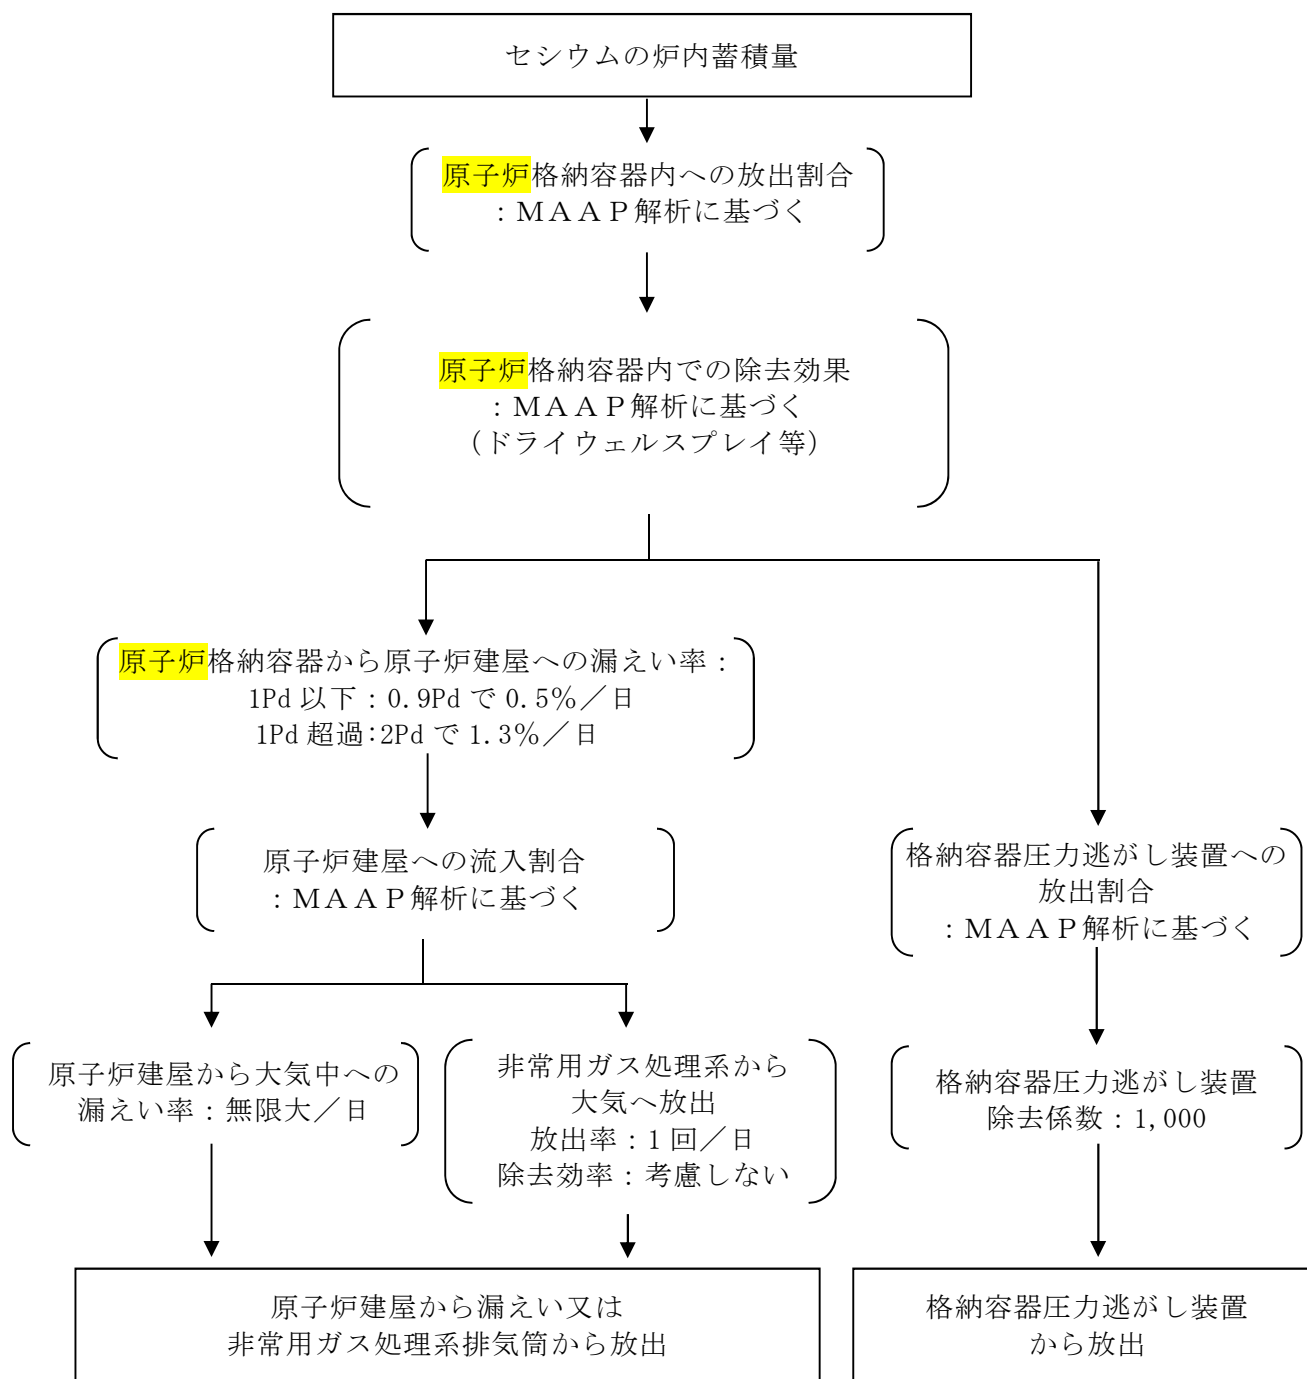 セシウムの炉内蓄積量
原子炉格納容器内への放出割合
：ＭＡＡＰ解析に基づく
原子炉格納容器内での除去効果
：ＭＡＡＰ解析に基づく
（ドライウェルスプレイ等）
原子炉格納容器から原子炉建屋への漏えい率：
1Pd 以下：0.9Pd で 0.5％／日
1Pd 超過：2Pd で 1.3％／日
原子炉建屋への流入割合
：ＭＡＡＰ解析に基づく
格納容器圧力逃がし装置への
放出割合
：ＭＡＡＰ解析に基づく
原子炉建屋から大気中への
漏えい率：無限大／日
非常用ガス処理系から
大気へ放出
放出率：1 回／日
除去効率：考慮しない
格納容器圧力逃がし装置
除去係数：1,000
原子炉建屋から漏えい又は
非常用ガス処理系排気筒から放出
格納容器圧力逃がし装置
から放出